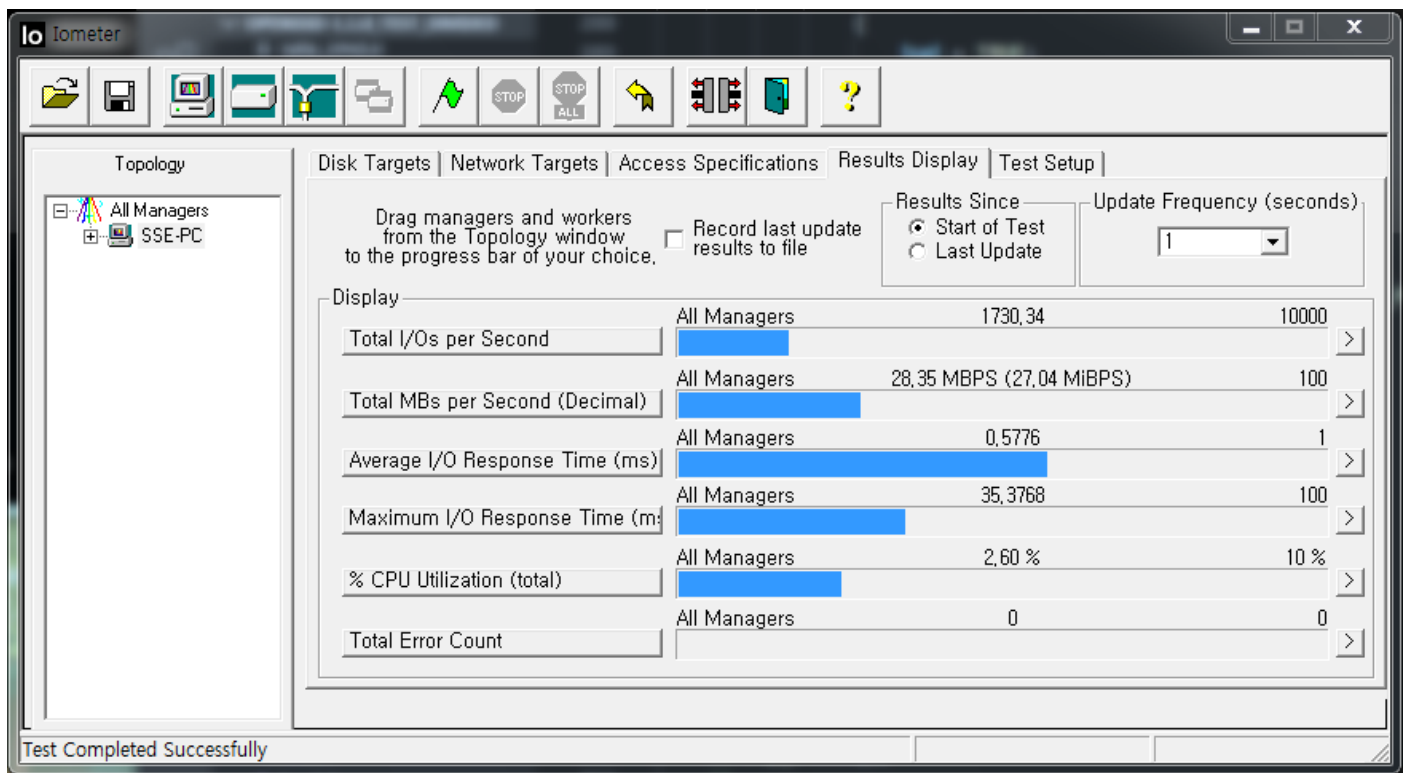 Io Iometer
STOP
STOP
ALL
Topology
All Managers
SSE-PC
Disk Targets
Network Targets
Access Specifications
Results Display
Test Setup
Drag managers and workers
from the Topology window
to the progress bar of your choice,
Record last update
results to file
Results Since
Start of Test
Last Update
Update Frequency (seconds)
1
Display
All Managers 1730,34 10000
Total I/Os per Second >
All Managers 28,35 MBPS (27,04 MiBPS) 100
Total MBs per Second (Decimal) >
All Managers 0,5776 1
Average I/O Response Time (ms) >
All Managers 35,3768 100
Maximum I/O Response Time (m >
All Managers 2,60 % 10 %
% CPU Utilization (total) >
All Managers 0 0
Total Error Count >
Test Completed Successfully